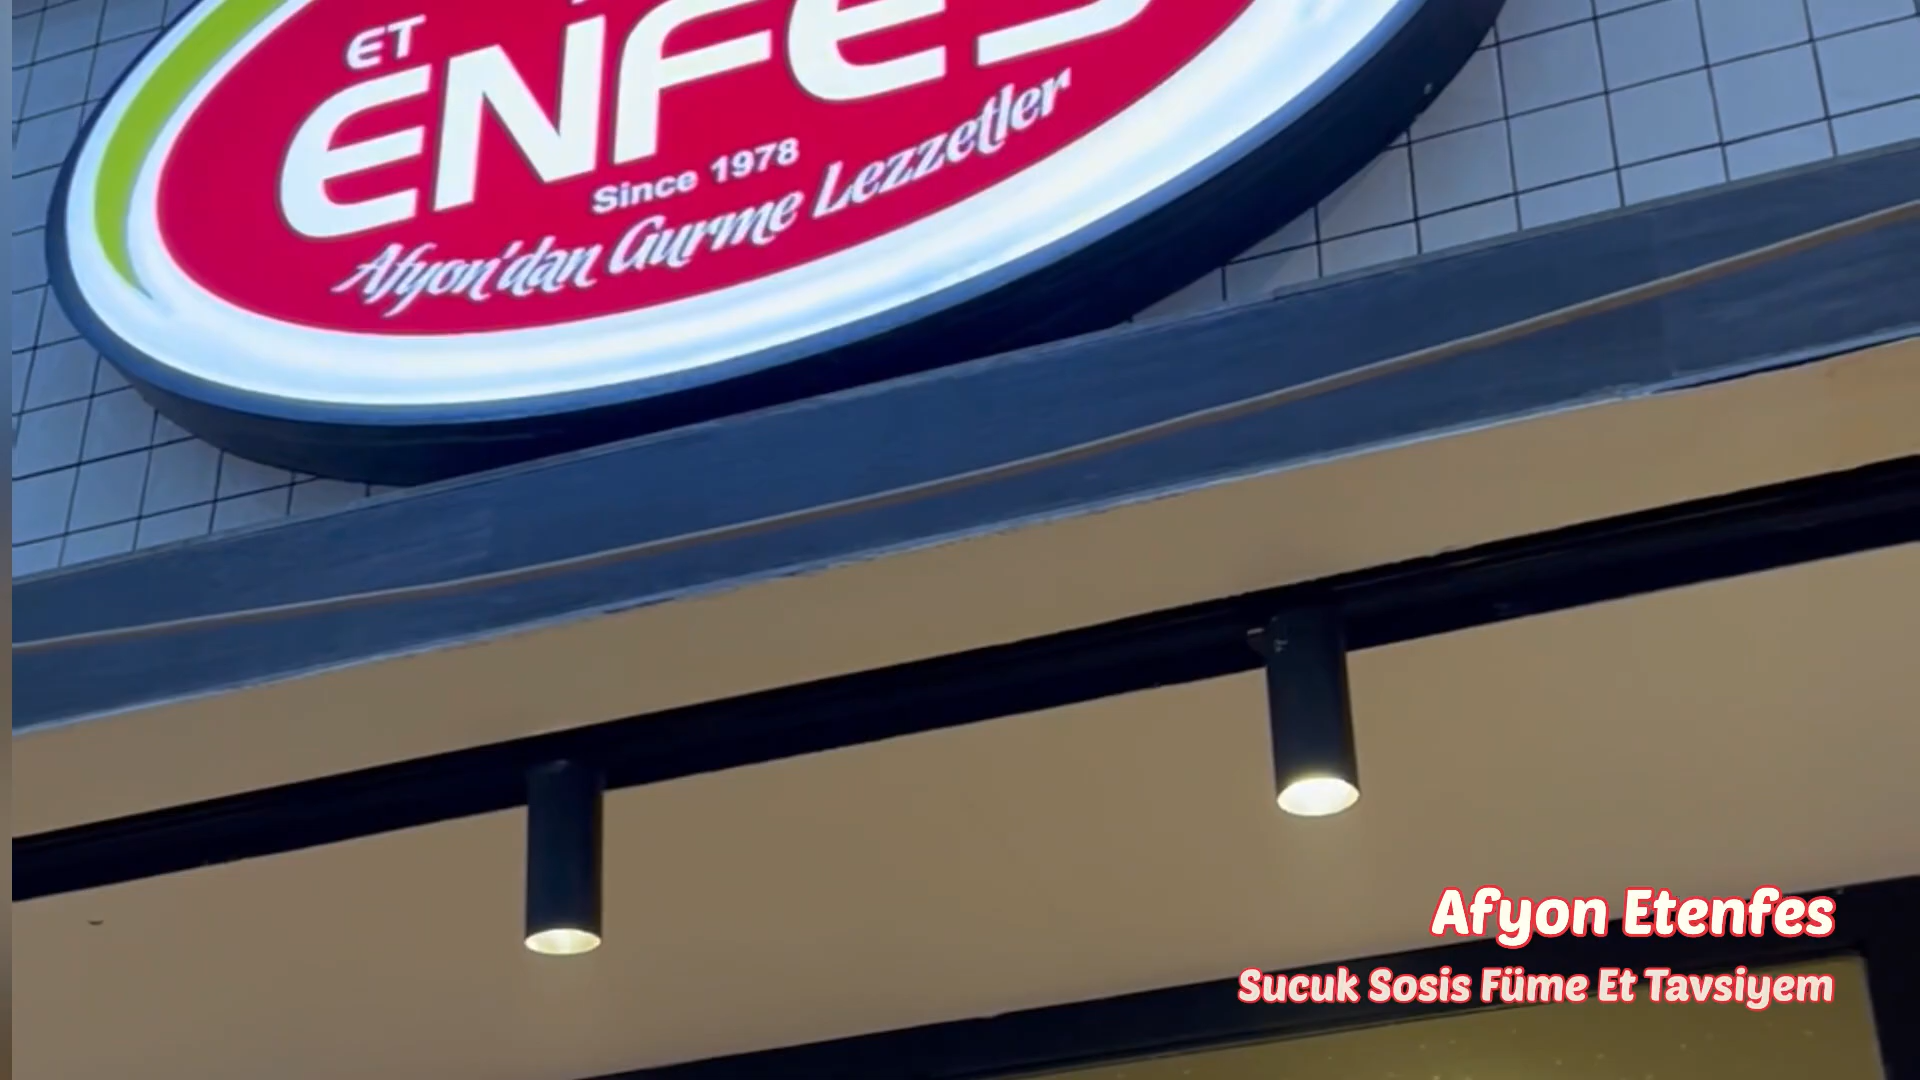 ET
ENFES
Since 1978
Afyon'dan Gurme Lezzetler
Afyon Etenfes
Sucuk Sosis Füme Et Tavsiyem